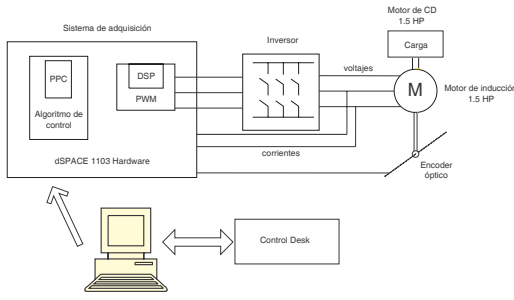 Motor de CD
1.5 HP
Sistema de adquisición
Inversor
Carga
PPC
DSP
PWM
voltajes
M
Motor de inducción
1.5 HP
Algoritmo de
control
dSPACE 1103 Hardware
corrientes
Encoder
óptico
Control Desk